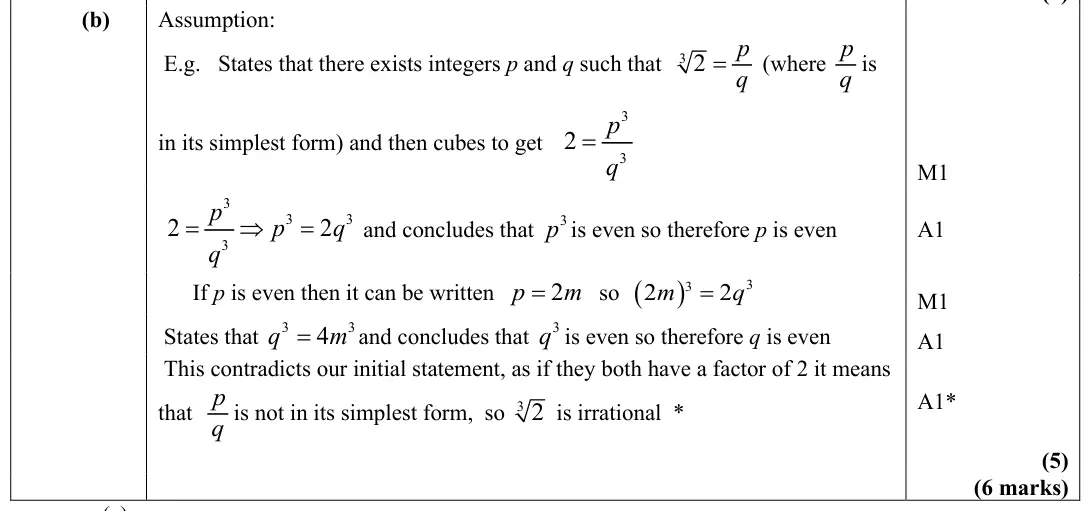 (b) Assumption:
E.g. States that there exists integers p and q such that ∛2 = p/q (where p/q is
in its simplest form) and then cubes to get 2 = p³/q³
M1
2 = p³/q³ ⇒ p³ = 2q³ and concludes that p³ is even so therefore p is even A1
If p is even then it can be written p = 2m so (2m)³ = 2q³ M1
States that q³ = 4m³ and concludes that q³ is even so therefore q is even A1
This contradicts our initial statement, as if they both have a factor of 2 it means
that p/q is not in its simplest form, so ∛2 is irrational * A1*
(5)
(6 marks)